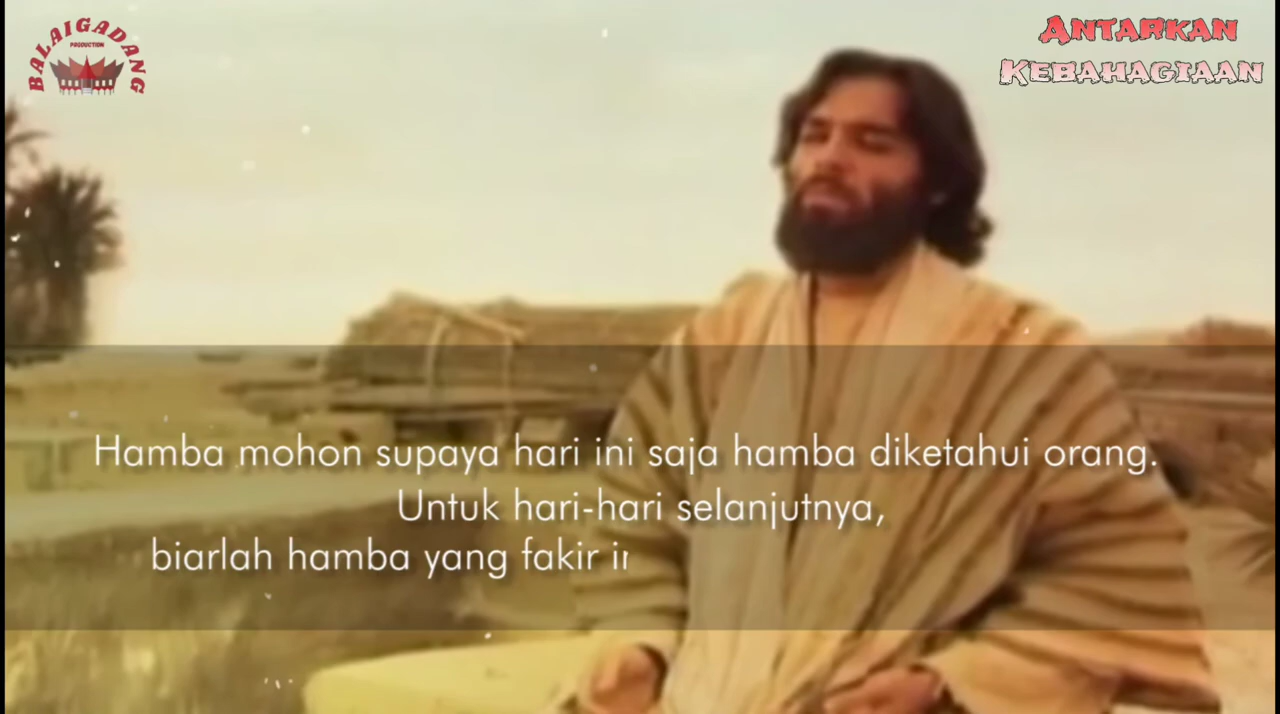 BALAIGADANG
PRODUCTION
Antarkan
Kebahagiaan
Hamba mohon supaya hari ini saja hamba diketahui orang.
Untuk hari-hari selanjutnya,
biarlah hamba yang fakir